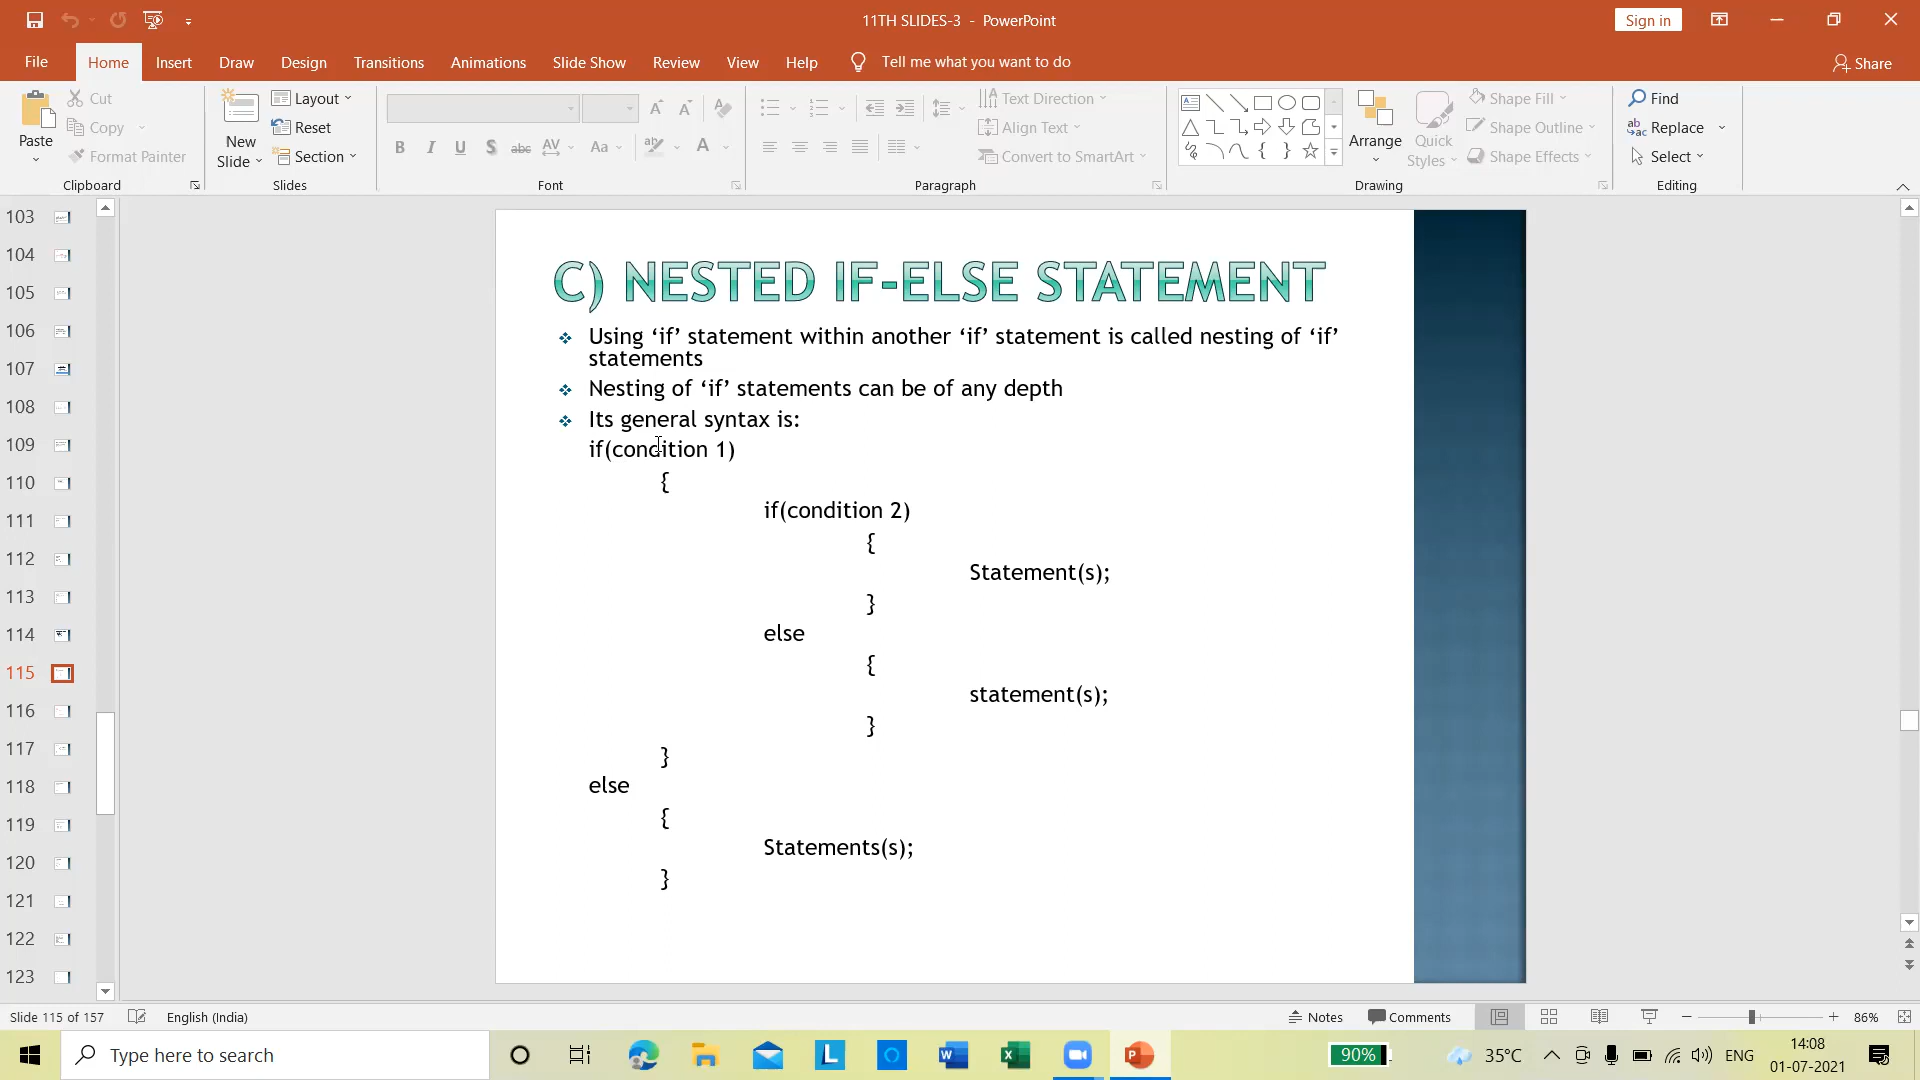 11TH SLIDES-3 - PowerPoint
Sign in
File Home Insert Draw Design Transitions Animations Slide Show Review View Help Tell me what you want to do
Share
Paste
Cut
Copy
Format Painter
Clipboard
New Slide
Layout
Reset
Section
Slides
B I U S abc AV Aa A
Font
Text Direction
Align Text
Convert to SmartArt
Paragraph
Arrange
Quick Styles
Shape Fill
Shape Outline
Shape Effects
Drawing
Find
Replace
Select
Editing
103
104
105
106
107
108
109
110
111
112
113
114
115
116
117
118
119
120
121
122
123
C) NESTED IF-ELSE STATEMENT
Using ‘if’ statement within another ‘if’ statement is called nesting of ‘if’
statements
Nesting of ‘if’ statements can be of any depth
Its general syntax is:
if(condition 1)
{
if(condition 2)
{
Statement(s);
}
else
{
statement(s);
}
}
else
{
Statements(s);
}
Slide 115 of 157 English (India) Notes Comments 86%
Type here to search
90% 35°C ENG
14:08
01-07-2021